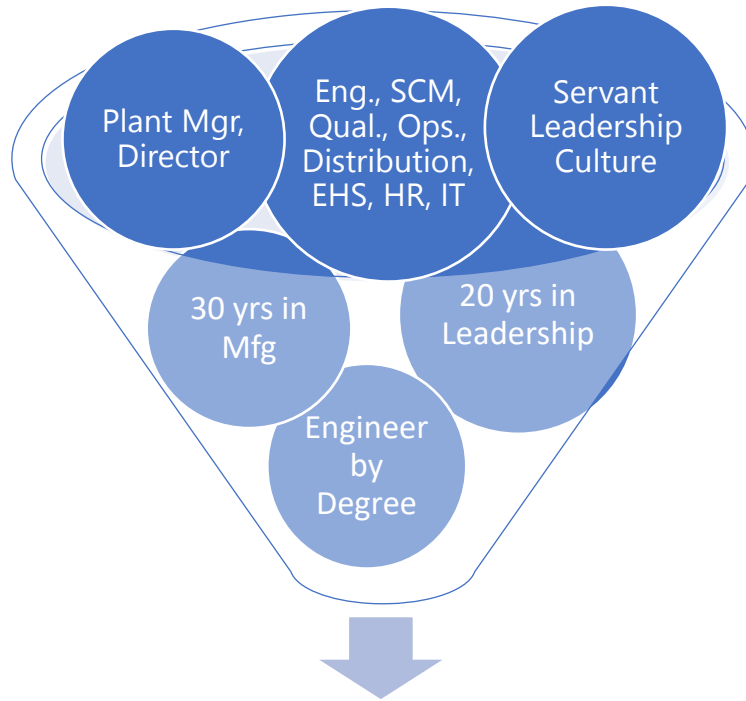 Plant Mgr,
Director
Eng., SCM,
Qual., Ops.,
Distribution,
EHS, HR, IT
Servant
Leadership
Culture
30 yrs in
Mfg
20 yrs in
Leadership
Engineer
by
Degree